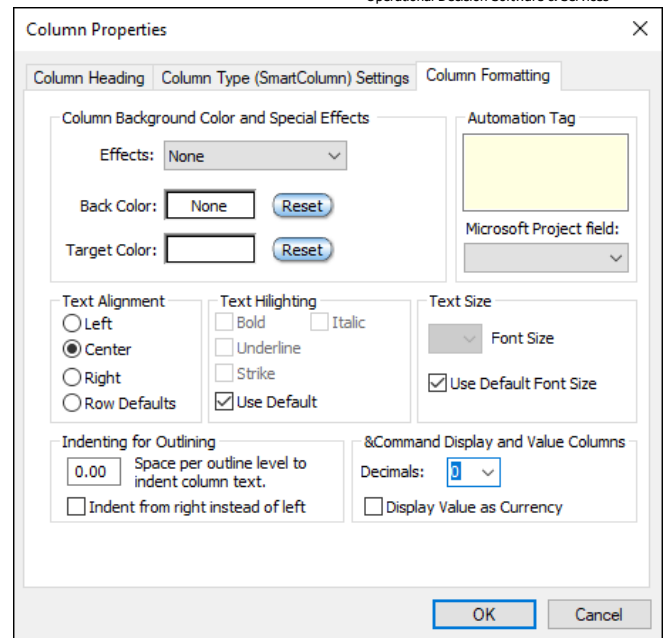 Operational Decision Software & Services
Column Properties
Column Heading
Column Type (SmartColumn) Settings
Column Formatting
Column Background Color and Special Effects
Effects: None
Back Color: None Reset
Target Color: Reset
Automation Tag
Microsoft Project field:
Text Alignment
Left
Center
Right
Row Defaults
Text Hilighting
Bold Italic
Underline
Strike
Use Default
Text Size
Font Size
Use Default Font Size
Indenting for Outlining
0.00 Space per outline level to
indent column text.
Indent from right instead of left
&Command Display and Value Columns
Decimals: 0
Display Value as Currency
OK
Cancel